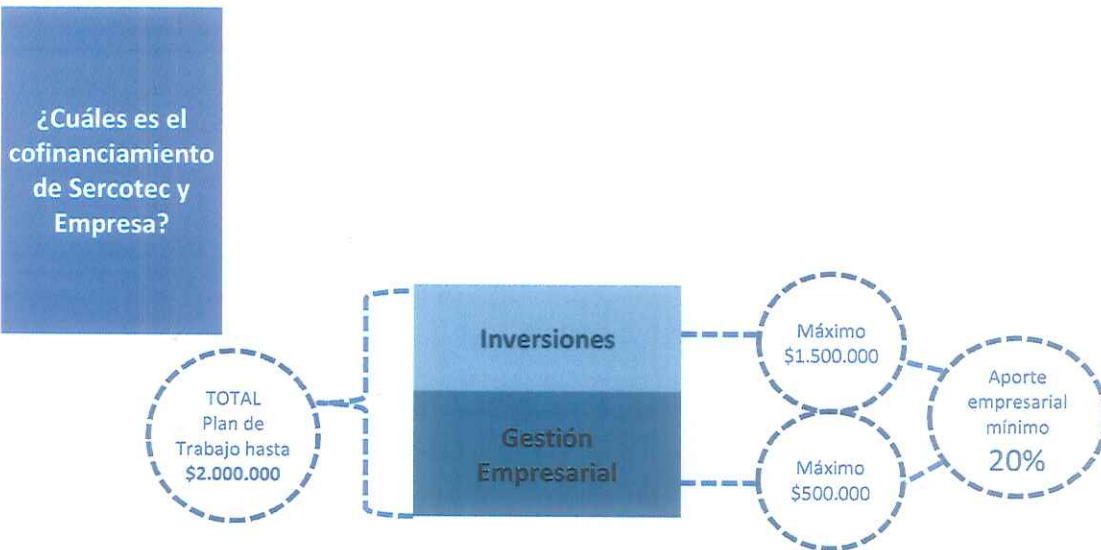 ¿Cuáles es el
cofinanciamiento
de Sercotec y
Empresa?
TOTAL
Plan de
Trabajo hasta
$2.000.000
Inversiones
Gestión
Empresarial
Máximo
$1.500.000
Máximo
$500.000
Aporte
empresarial
mínimo
20%